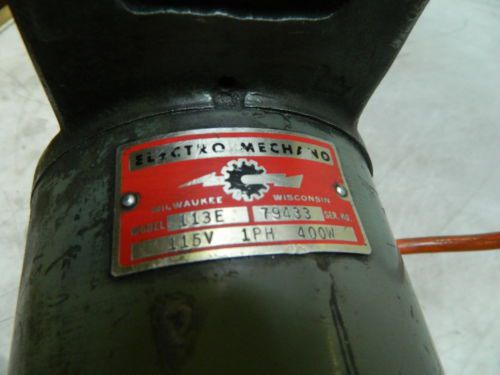 ELECTRO MECHANO
MILWAUKEE WISCONSIN
MODEL 113E 79433 SER. NO.
115V 1PH 400W